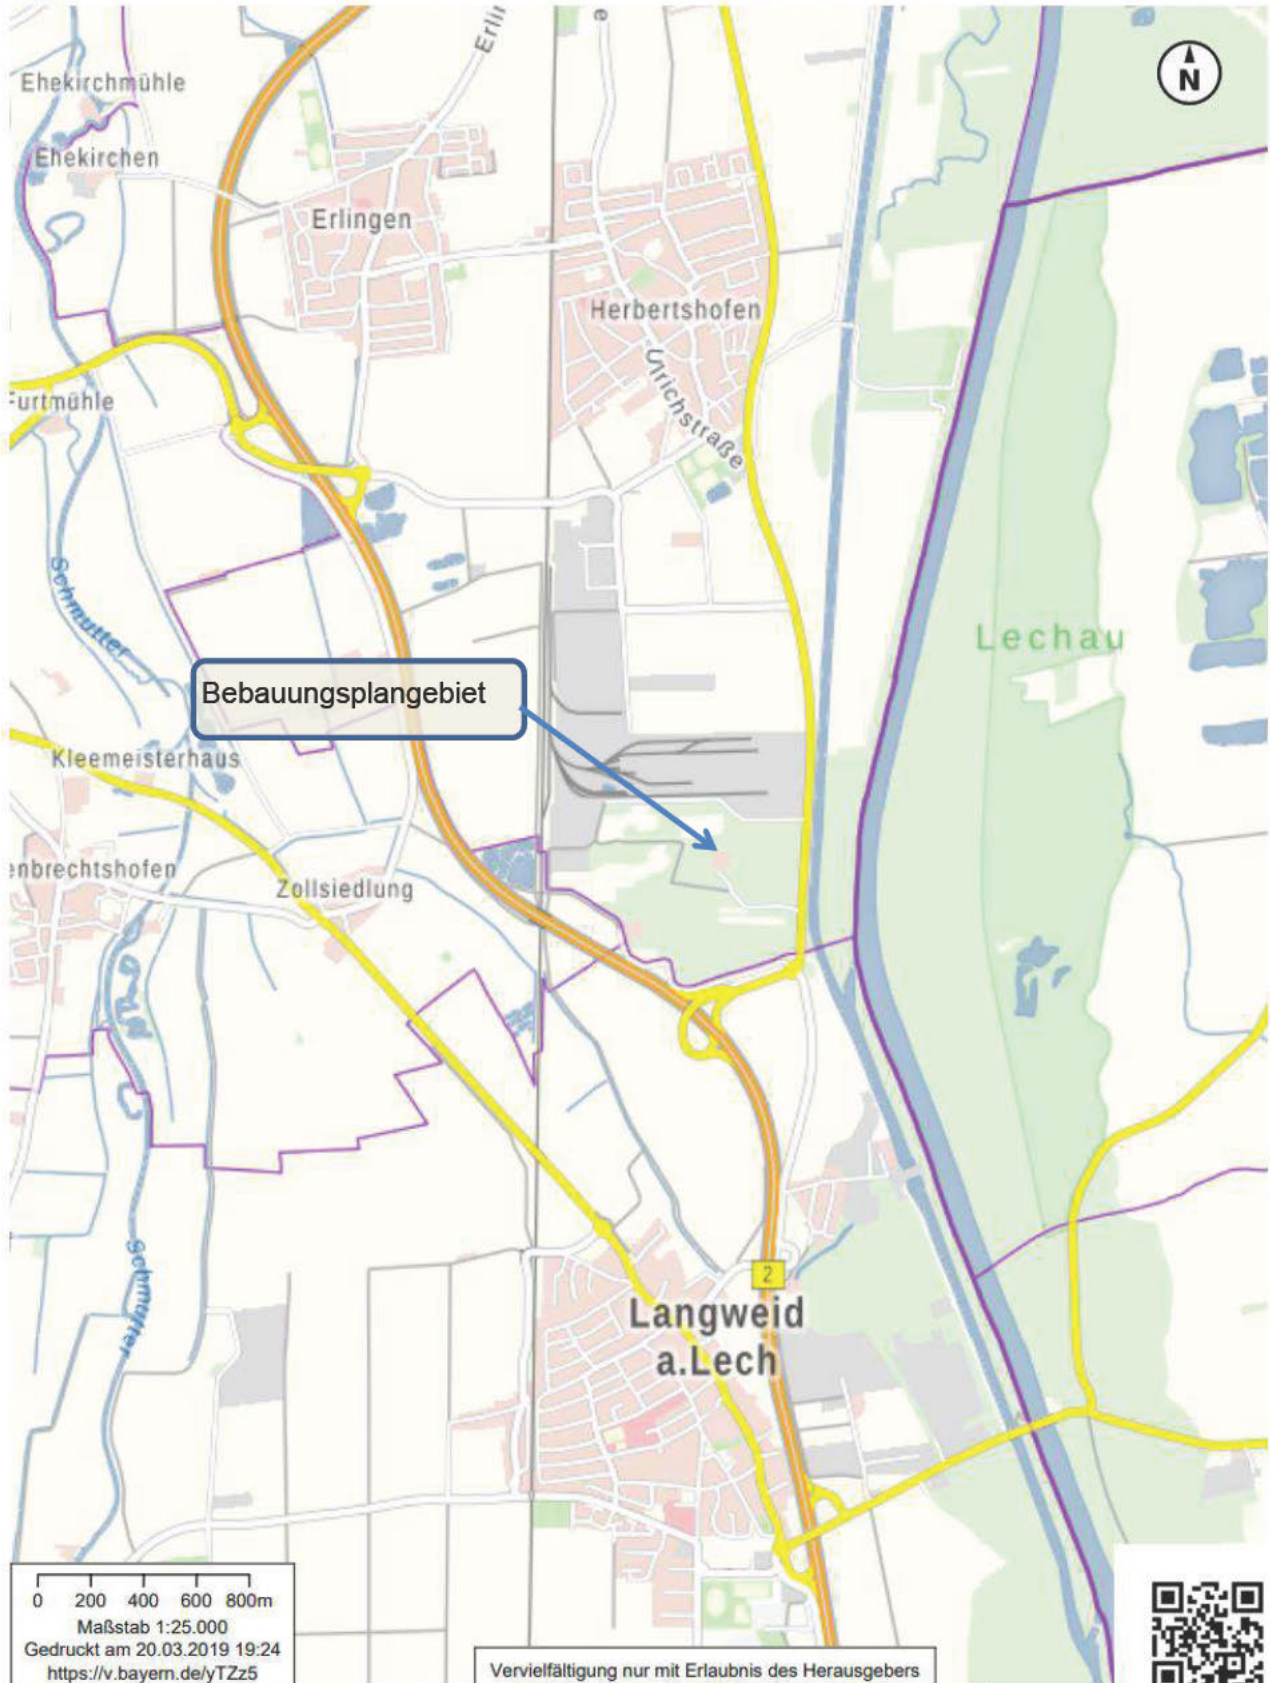 Erlin
e
N
Ehekirchmühle
Ehekirchen
Erlingen
Herbertshofen
Ulrichstraße
Furtmühle
Schmutter
Lechau
Bebauungsplangebiet
Kleemeisterhaus
enbrechtshofen
Zollsiedlung
Schmutter
2
Langweid
a.Lech
0 200 400 600 800m
Maßstab 1:25.000
Gedruckt am 20.03.2019 19:24
https://v.bayern.de/yTZz5
Vervielfältigung nur mit Erlaubnis des Herausgebers